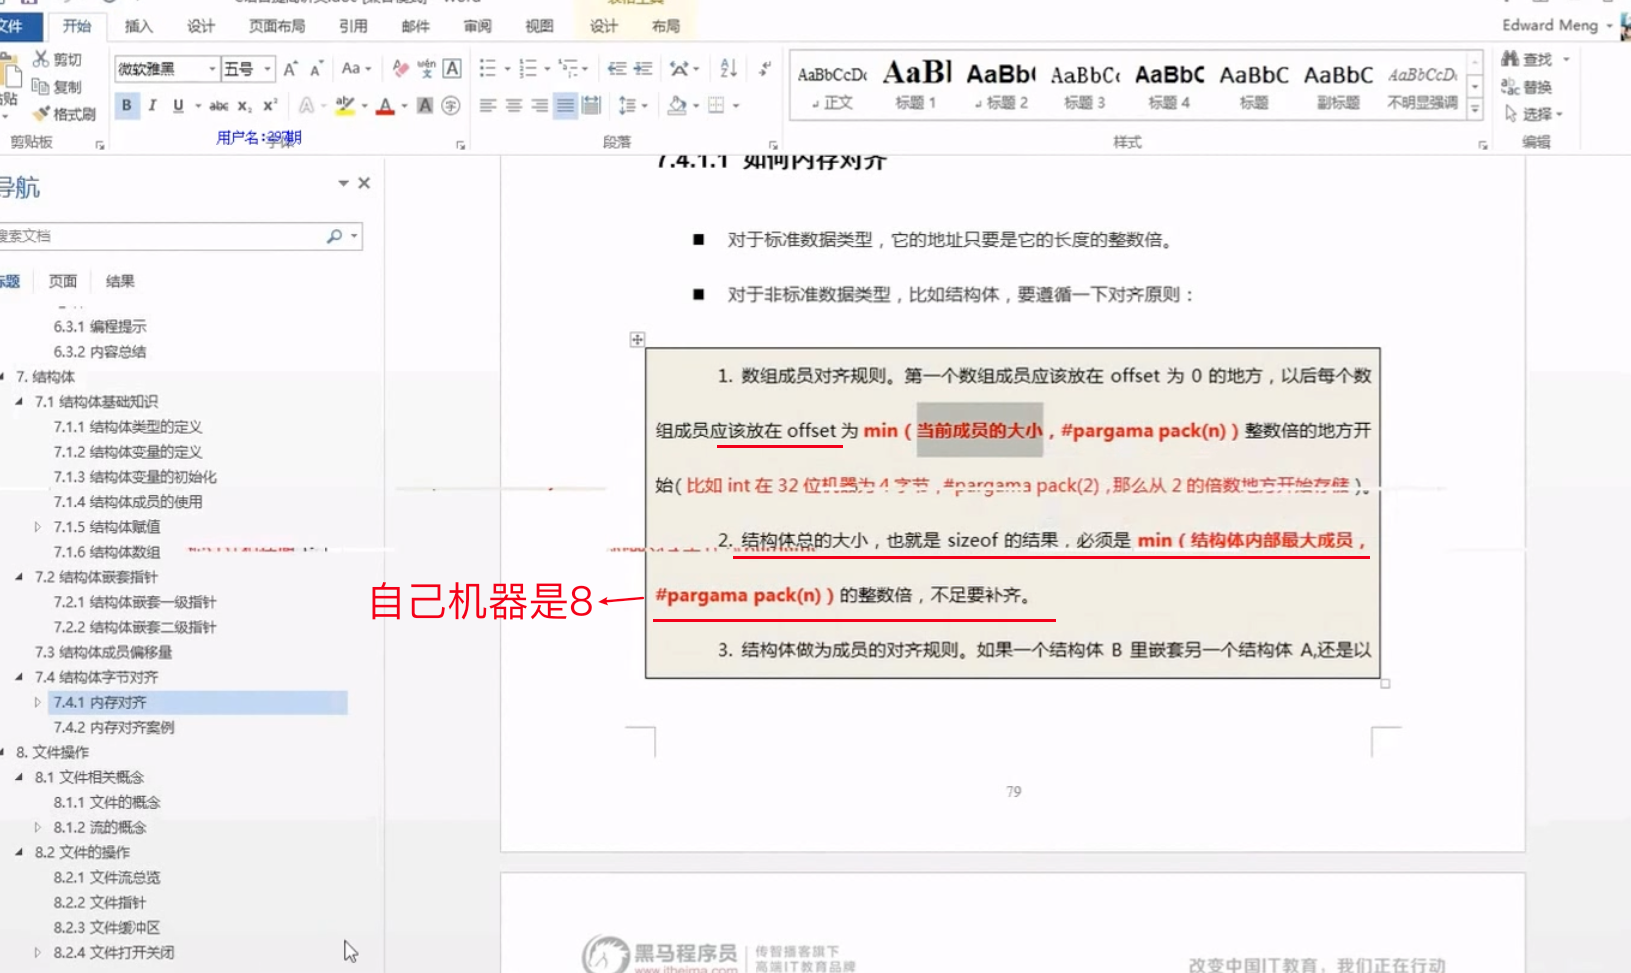 文件 开始 插入 设计 页面布局 引用 邮件 审阅 视图 设计 布局 Edward Meng
剪切
复制
格式刷
剪贴板
微软雅黑 五号
用户名:
段落
AaBbCcDc AaBl AaBb( AaBbCc AaBbC AaBbC AaBbC AaBbCcDc
正文 标题 1 标题 2 标题 3 标题 4 标题 副标题 不明显强调
样式
查找
替换
选择
编辑
导航
搜索文档
标题 页面 结果
6.3.1 编程提示
6.3.2 内容总结
7. 结构体
7.1 结构体基础知识
7.1.1 结构体类型的定义
7.1.2 结构体变量的定义
7.1.3 结构体变量的初始化
7.1.4 结构体成员的使用
7.1.5 结构体赋值
7.1.6 结构体数组
7.2 结构体嵌套指针
7.2.1 结构体嵌套一级指针
7.2.2 结构体嵌套二级指针
7.3 结构体成员偏移量
7.4 结构体字节对齐
7.4.1 内存对齐
7.4.2 内存对齐案例
8. 文件操作
8.1 文件相关概念
8.1.1 文件的概念
8.1.2 流的概念
8.2 文件的操作
8.2.1 文件流总览
8.2.2 文件指针
8.2.3 文件缓冲区
8.2.4 文件打开关闭
7.4.1.1 如何内存对齐
■ 对于标准数据类型，它的地址只要是它的长度的整数倍。
■ 对于非标准数据类型，比如结构体，要遵循一下对齐原则：
1. 数组成员对齐规则。第一个数组成员应该放在 offset 为 0 的地方，以后每个数
组成员应该放在 offset 为 min（当前成员的大小，#pargama pack(n)）整数倍的地方开
始(比如 int 在 32 位机器为 4 字节，#pargama pack(2),那么从 2 的倍数地方开始存储)。
2. 结构体总的大小，也就是 sizeof 的结果，必须是 min（结构体内部最大成员，
#pargama pack(n)）的整数倍，不足要补齐。
3. 结构体做为成员的对齐规则。如果一个结构体 B 里嵌套另一个结构体 A,还是以
自己机器是8
79
黑马程序员 传智播客旗下
www.itheima.com 高端IT教育品牌
改变中国IT教育，我们正在行动